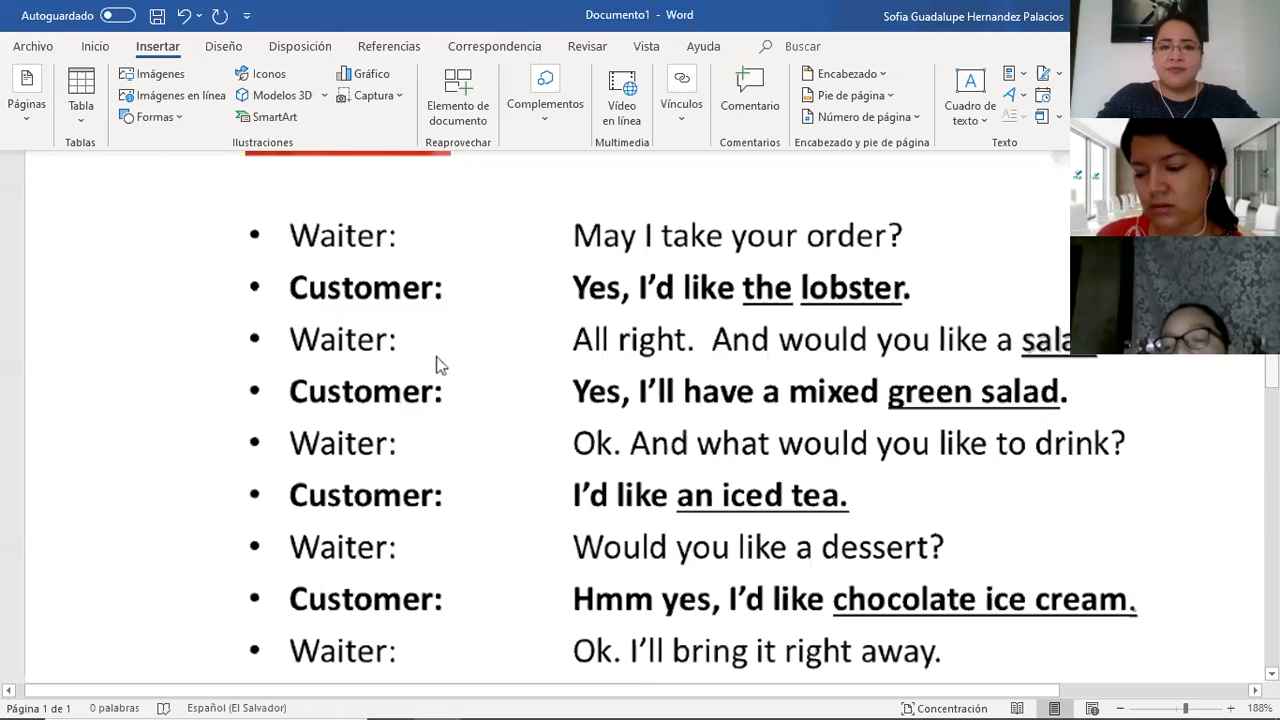 Autoguardado Documento1 - Word Sofia Guadalupe Hernandez Palacios
Archivo Inicio Insertar Diseño Disposición Referencias Correspondencia Revisar Vista Ayuda Buscar
Páginas
Tabla
Imágenes
Imágenes en línea
Formas
Iconos
Modelos 3D
SmartArt
Gráfico
Captura
Elemento de documento
Complementos
Vídeo en línea
Vínculos
Comentario
Encabezado
Pie de página
Número de página
Cuadro de texto
Tablas Ilustraciones Reaprovechar Multimedia Comentarios Encabezado y pie de página Texto
• Waiter: May I take your order?
• Customer: Yes, I'd like the lobster.
• Waiter: All right. And would you like a
• Customer: Yes, I'll have a mixed green salad.
• Waiter: Ok. And what would you like to drink?
• Customer: I'd like an iced tea.
• Waiter: Would you like a dessert?
• Customer: Hmm yes, I'd like chocolate ice cream.
• Waiter: Ok. I'll bring it right away.
Página 1 de 1 0 palabras Español (El Salvador) Concentración 188%